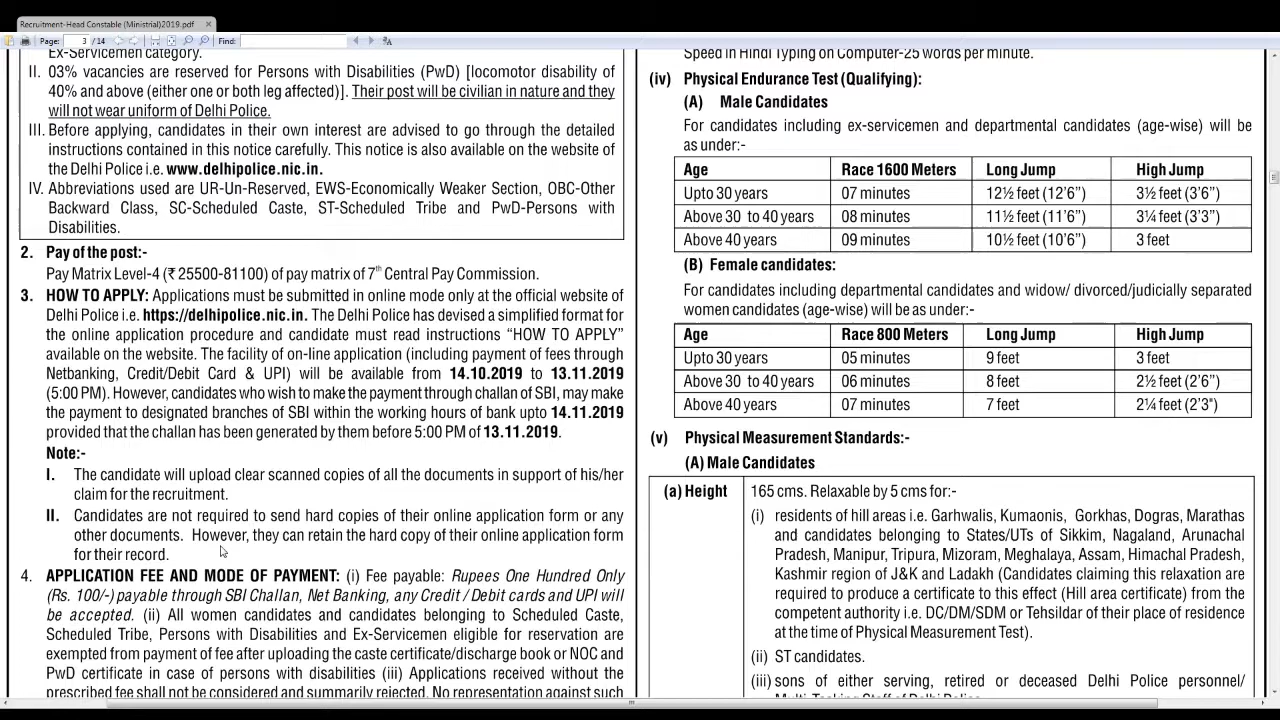 Recruitment-Head Constable (Ministrial)2019.pdf
Page: 3 / 14 Find:
Ex-Servicemen category.
II. 03% vacancies are reserved for Persons with Disabilities (PwD) [locomotor disability of
40% and above (either one or both leg affected)]. Their post will be civilian in nature and they
will not wear uniform of Delhi Police.
III. Before applying, candidates in their own interest are advised to go through the detailed
instructions contained in this notice carefully. This notice is also available on the website of
the Delhi Police i.e. www.delhipolice.nic.in.
IV. Abbreviations used are UR-Un-Reserved, EWS-Economically Weaker Section, OBC-Other
Backward Class, SC-Scheduled Caste, ST-Scheduled Tribe and PwD-Persons with
Disabilities.
2. Pay of the post:-
Pay Matrix Level-4 (₹ 25500-81100) of pay matrix of 7th Central Pay Commission.
3. HOW TO APPLY: Applications must be submitted in online mode only at the official website of
Delhi Police i.e. https://delhipolice.nic.in. The Delhi Police has devised a simplified format for
the online application procedure and candidate must read instructions “HOW TO APPLY”
available on the website. The facility of on-line application (including payment of fees through
Netbanking, Credit/Debit Card & UPI) will be available from 14.10.2019 to 13.11.2019
(5:00 PM). However, candidates who wish to make the payment through challan of SBI, may make
the payment to designated branches of SBI within the working hours of bank upto 14.11.2019
provided that the challan has been generated by them before 5:00 PM of 13.11.2019.
Note:-
I. The candidate will upload clear scanned copies of all the documents in support of his/her
claim for the recruitment.
II. Candidates are not required to send hard copies of their online application form or any
other documents. However, they can retain the hard copy of their online application form
for their record.
4. APPLICATION FEE AND MODE OF PAYMENT: (i) Fee payable: Rupees One Hundred Only
(Rs. 100/-) payable through SBI Challan, Net Banking, any Credit / Debit cards and UPI will
be accepted. (ii) All women candidates and candidates belonging to Scheduled Caste,
Scheduled Tribe, Persons with Disabilities and Ex-Servicemen eligible for reservation are
exempted from payment of fee after uploading the caste certificate/discharge book or NOC and
PwD certificate in case of persons with disabilities (iii) Applications received without the
prescribed fee shall not be considered and summarily rejected. No representation against such
Speed in Hindi Typing on Computer-25 words per minute.
(iv) Physical Endurance Test (Qualifying):
(A) Male Candidates
For candidates including ex-servicemen and departmental candidates (age-wise) will be
as under:-
Age Race 1600 Meters Long Jump High Jump
Upto 30 years 07 minutes 12½ feet (12’6”) 3½ feet (3’6”)
Above 30 to 40 years 08 minutes 11½ feet (11’6”) 3¼ feet (3’3”)
Above 40 years 09 minutes 10½ feet (10’6”) 3 feet
(B) Female candidates:
For candidates including departmental candidates and widow/ divorced/judicially separated
women candidates (age-wise) will be as under:-
Age Race 800 Meters Long Jump High Jump
Upto 30 years 05 minutes 9 feet 3 feet
Above 30 to 40 years 06 minutes 8 feet 2½ feet (2’6”)
Above 40 years 07 minutes 7 feet 2¼ feet (2’3")
(v) Physical Measurement Standards:-
(A) Male Candidates
(a) Height 165 cms. Relaxable by 5 cms for:-
(i) residents of hill areas i.e. Garhwalis, Kumaonis, Gorkhas, Dogras, Marathas
and candidates belonging to States/UTs of Sikkim, Nagaland, Arunachal
Pradesh, Manipur, Tripura, Mizoram, Meghalaya, Assam, Himachal Pradesh,
Kashmir region of J&K and Ladakh (Candidates claiming this relaxation are
required to produce a certificate to this effect (Hill area certificate) from the
competent authority i.e. DC/DM/SDM or Tehsildar of their place of residence
at the time of Physical Measurement Test).
(ii) ST candidates.
(iii) sons of either serving, retired or deceased Delhi Police personnel/
Multi-Tasking Staff of Delhi Police